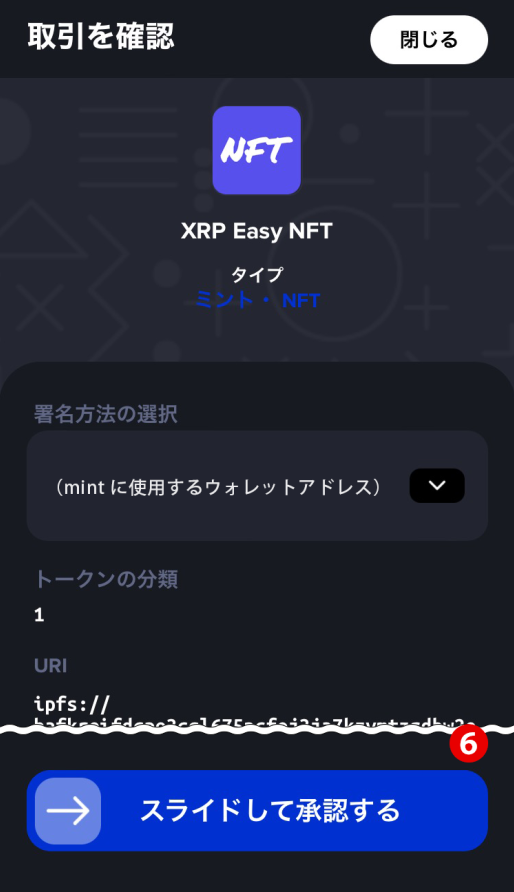 取引を確認
閉じる
NFT
XRP Easy NFT
タイプ
ミント・ NFT
署名方法の選択
（mint に使用するウォレットアドレス）
トークンの分類
1
URI
ipfs://
6
スライドして承認する